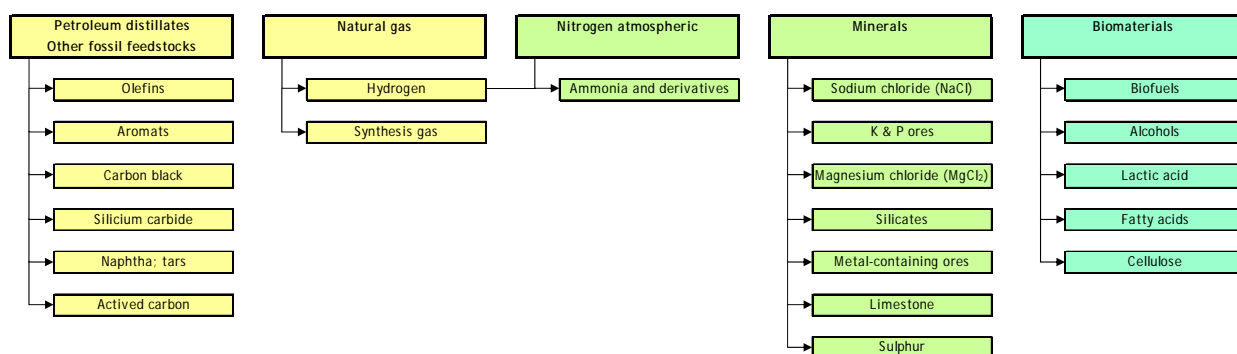 Petroleum distillates
Other fossil feedstocks
Olefins
Aromats
Carbon black
Silicium carbide
Naphtha; tars
Actived carbon
Natural gas
Hydrogen
Synthesis gas
Nitrogen atmospheric
Ammonia and derivatives
Minerals
Sodium chloride (NaCl)
K & P ores
Magnesium chloride (MgCl₂)
Silicates
Metal-containing ores
Limestone
Sulphur
Biomaterials
Biofuels
Alcohols
Lactic acid
Fatty acids
Cellulose